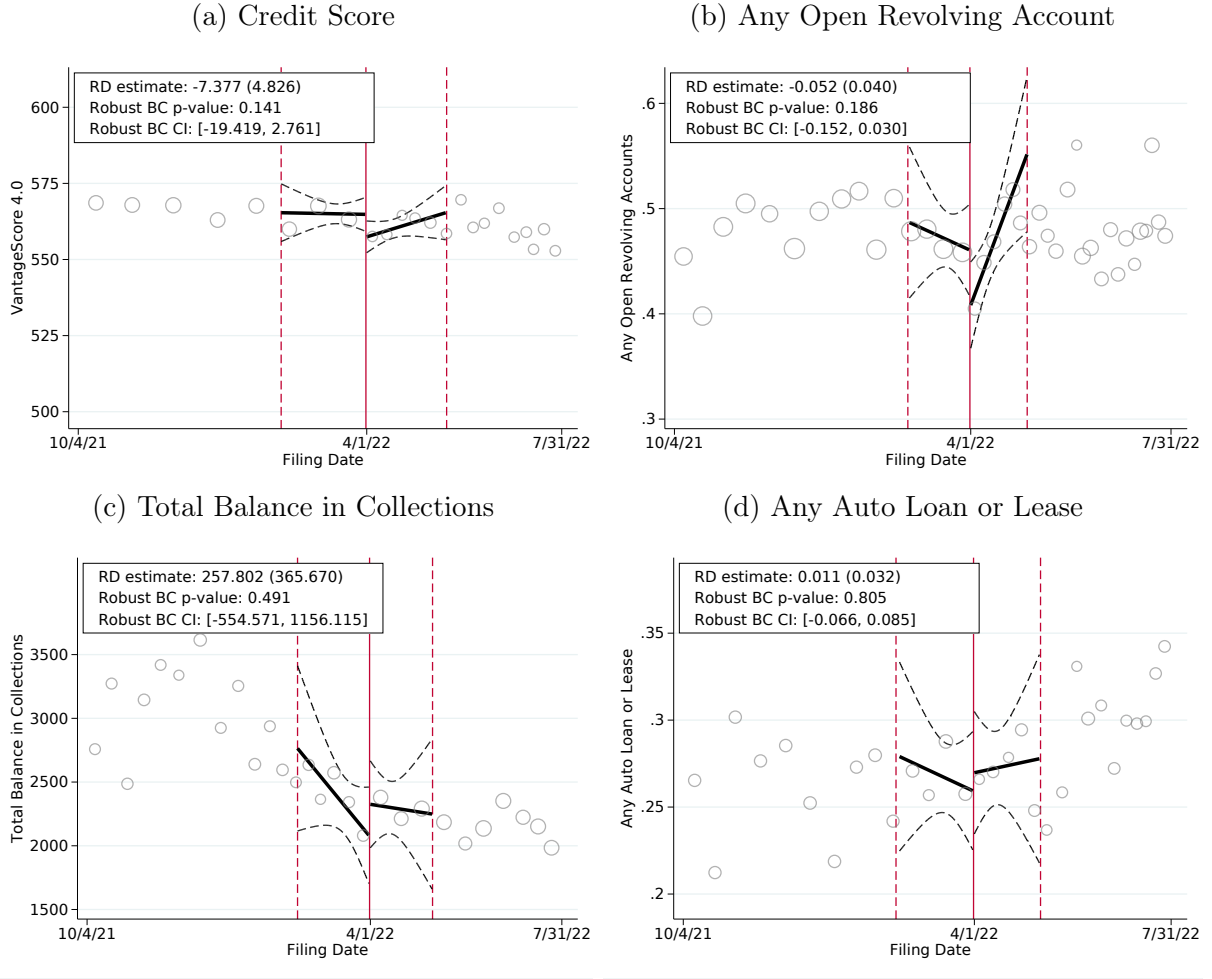 (a) Credit Score
RD estimate: -7.377 (4.826)
Robust BC p-value: 0.141
Robust BC CI: [-19.419, 2.761]
VantageScore 4.0
600
575
550
525
500
10/4/21
4/1/22
7/31/22
Filing Date
(b) Any Open Revolving Account
RD estimate: -0.052 (0.040)
Robust BC p-value: 0.186
Robust BC CI: [-0.152, 0.030]
Any Open Revolving Accounts
.6
.5
.4
.3
10/4/21
4/1/22
7/31/22
Filing Date
(c) Total Balance in Collections
RD estimate: 257.802 (365.670)
Robust BC p-value: 0.491
Robust BC CI: [-554.571, 1156.115]
Total Balance in Collections
3500
3000
2500
2000
1500
10/4/21
4/1/22
7/31/22
Filing Date
(d) Any Auto Loan or Lease
RD estimate: 0.011 (0.032)
Robust BC p-value: 0.805
Robust BC CI: [-0.066, 0.085]
Any Auto Loan or Lease
.35
.3
.25
.2
10/4/21
4/1/22
7/31/22
Filing Date